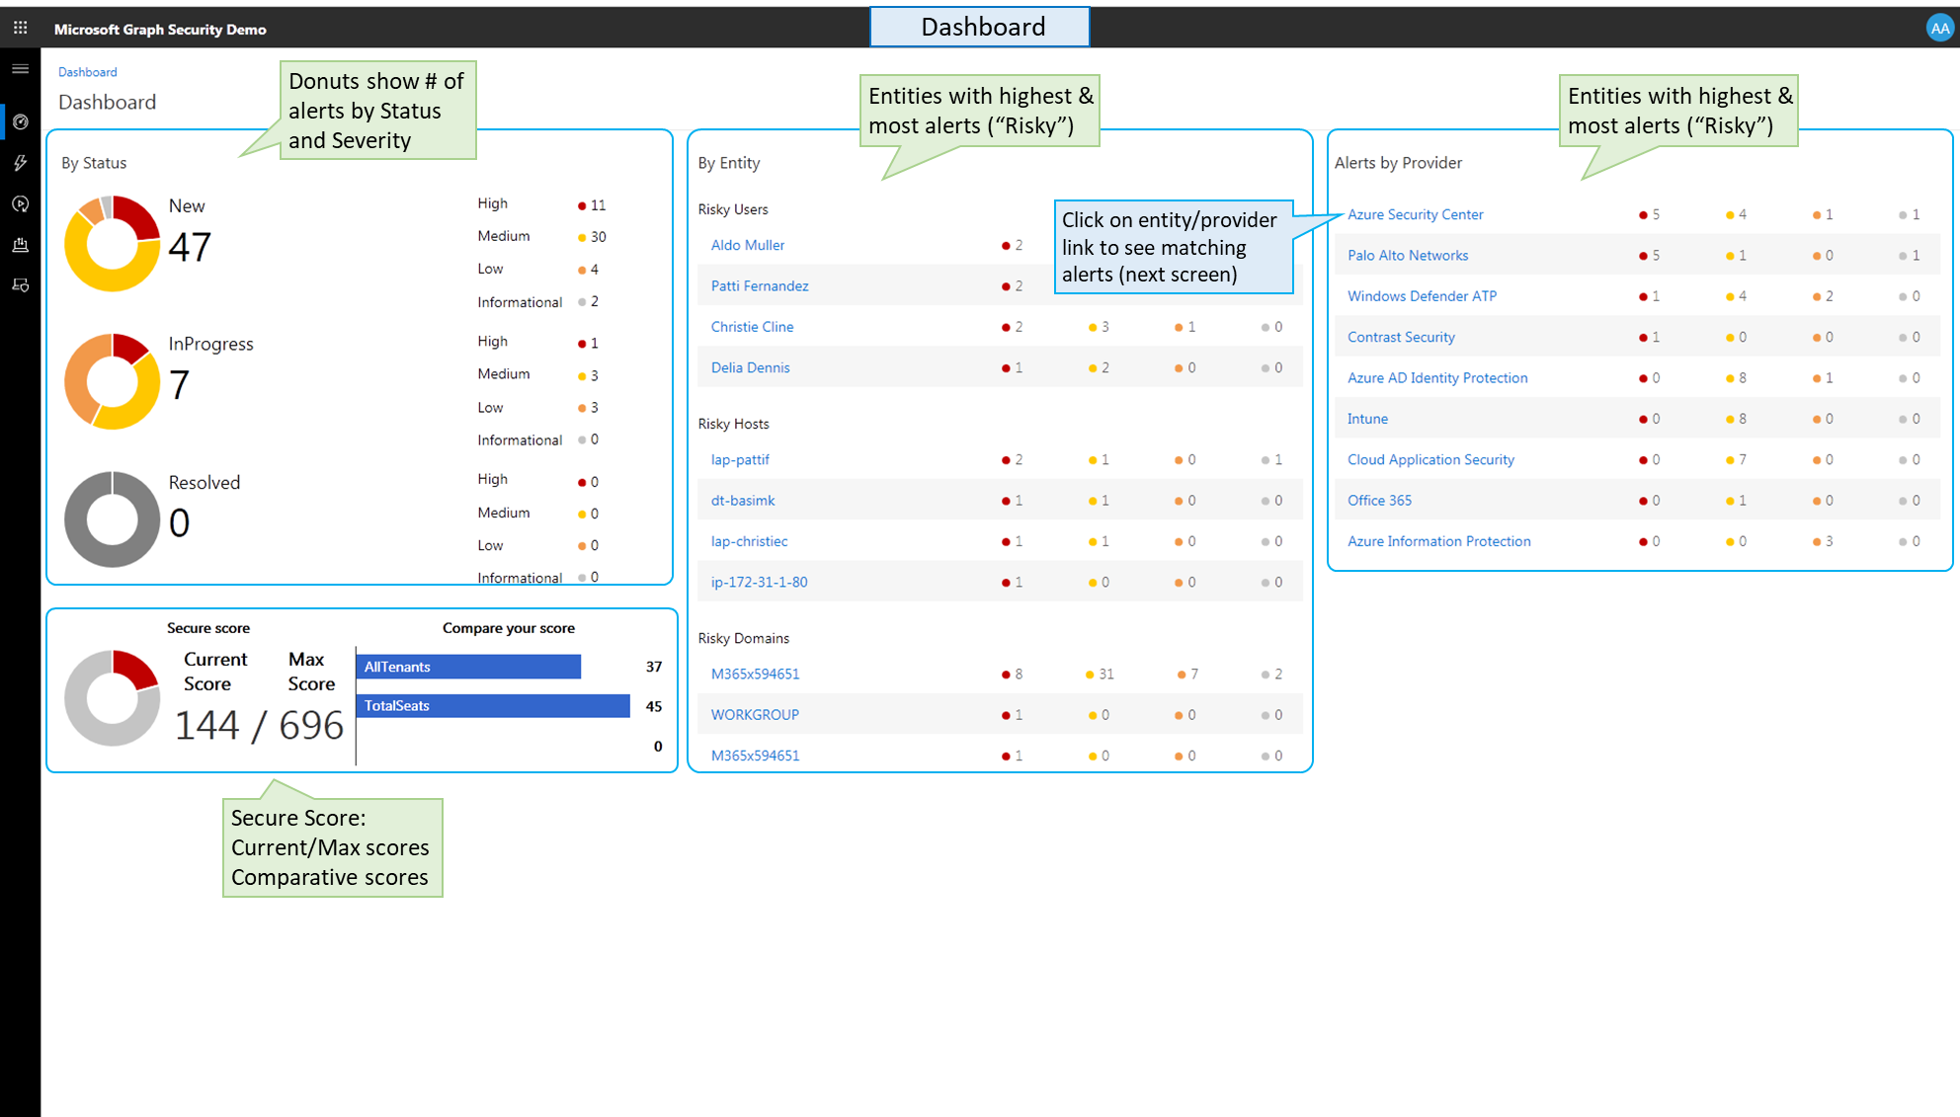 Microsoft Graph Security Demo
Dashboard
AA
Dashboard
Dashboard
Donuts show # of
alerts by Status
and Severity
By Status
New
47
High 11
Medium 30
Low 4
Informational 2
InProgress
7
High 1
Medium 3
Low 3
Informational 0
Resolved
0
High 0
Medium 0
Low 0
Informational 0
Secure score
Current
Score
Max
Score
144 / 696
Compare your score
AllTenants 37
TotalSeats 45
0
Secure Score:
Current/Max scores
Comparative scores
Entities with highest &
most alerts (“Risky”)
By Entity
Risky Users
Aldo Muller 2
Patti Fernandez 2
Christie Cline 2 3 1 0
Delia Dennis 1 2 0 0
Risky Hosts
lap-pattif 2 1 0 1
dt-basimk 1 1 0 0
lap-christiec 1 1 0 0
ip-172-31-1-80 1 0 0 0
Risky Domains
M365x594651 8 31 7 2
WORKGROUP 1 0 0 0
M365x594651 1 0 0 0
Click on entity/provider
link to see matching
alerts (next screen)
Entities with highest &
most alerts (“Risky”)
Alerts by Provider
Azure Security Center 5 4 1 1
Palo Alto Networks 5 1 0 1
Windows Defender ATP 1 4 2 0
Contrast Security 1 0 0 0
Azure AD Identity Protection 0 8 1 0
Intune 0 8 0 0
Cloud Application Security 0 7 0 0
Office 365 0 1 0 0
Azure Information Protection 0 0 3 0